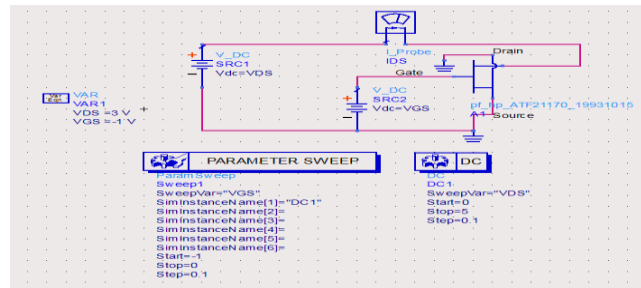 V_DC
SRC1
Vdc=VDS
I_Probe
IDS
Drain
Gate
V_DC
SRC2
Vdc=VGS
pf_hp_ATF21170_19931015
A1
Source
Var
Eqn
VAR
VAR1
VDS =3 V
VGS =-1 V
PARAMETER SWEEP
ParamSweep
Sweep1
SweepVar="VGS"
SimInstanceName[1]="DC1"
SimInstanceName[2]=
SimInstanceName[3]=
SimInstanceName[4]=
SimInstanceName[5]=
SimInstanceName[6]=
Start=-1
Stop=0
Step=0.1
DC
DC
DC1
SweepVar="VDS"
Start=0
Stop=5
Step=0.1